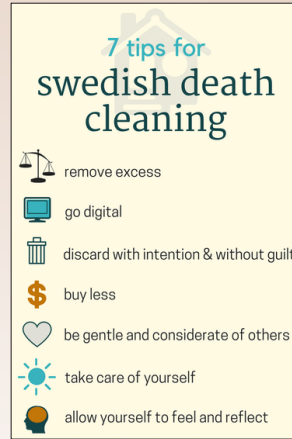 7 tips for
swedish death
cleaning
remove excess
go digital
discard with intention & without guilt
buy less
be gentle and considerate of others
take care of yourself
allow yourself to feel and reflect